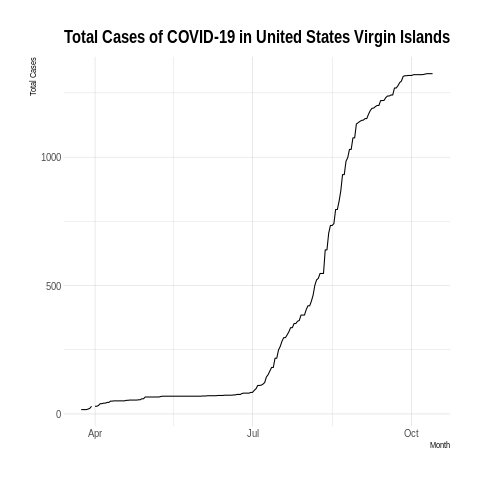 Total Cases of COVID-19 in United States Virgin Islands
Total Cases
1000
500
0
Apr
Jul
Oct
Month